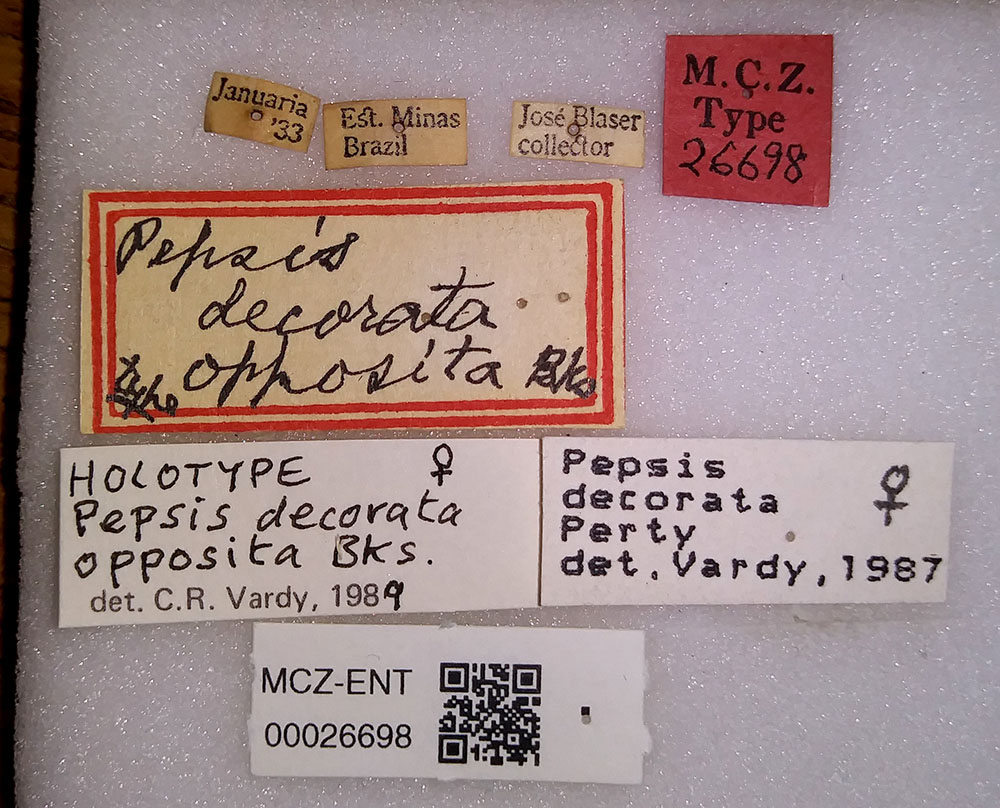 Januaria
'33
Est. Minas
Brazil
José Blaser
collector
M.C.Z.
Type
26698
Pepsis
decorata
opposita Bks
Type
HOLOTYPE ♀
Pepsis decorata
opposita Bks.
det. C.R. Vardy, 1989
Pepsis
decorata ♀
Perty
det. Vardy, 1987
MCZ-ENT
00026698